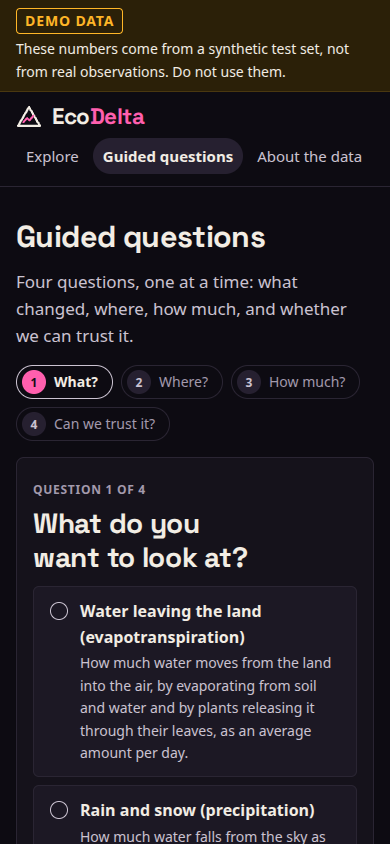 DEMO DATA
These numbers come from a synthetic test set, not
from real observations. Do not use them.
EcoDelta
Explore
Guided questions
About the data
Guided questions
Four questions, one at a time: what
changed, where, how much, and whether
we can trust it.
1 What?
2 Where?
3 How much?
4 Can we trust it?
QUESTION 1 OF 4
What do you
want to look at?
Water leaving the land
(evapotranspiration)
How much water moves from the land
into the air, by evaporating from soil
and water and by plants releasing it
through their leaves, as an average
amount per day.
Rain and snow (precipitation)
How much water falls from the sky as